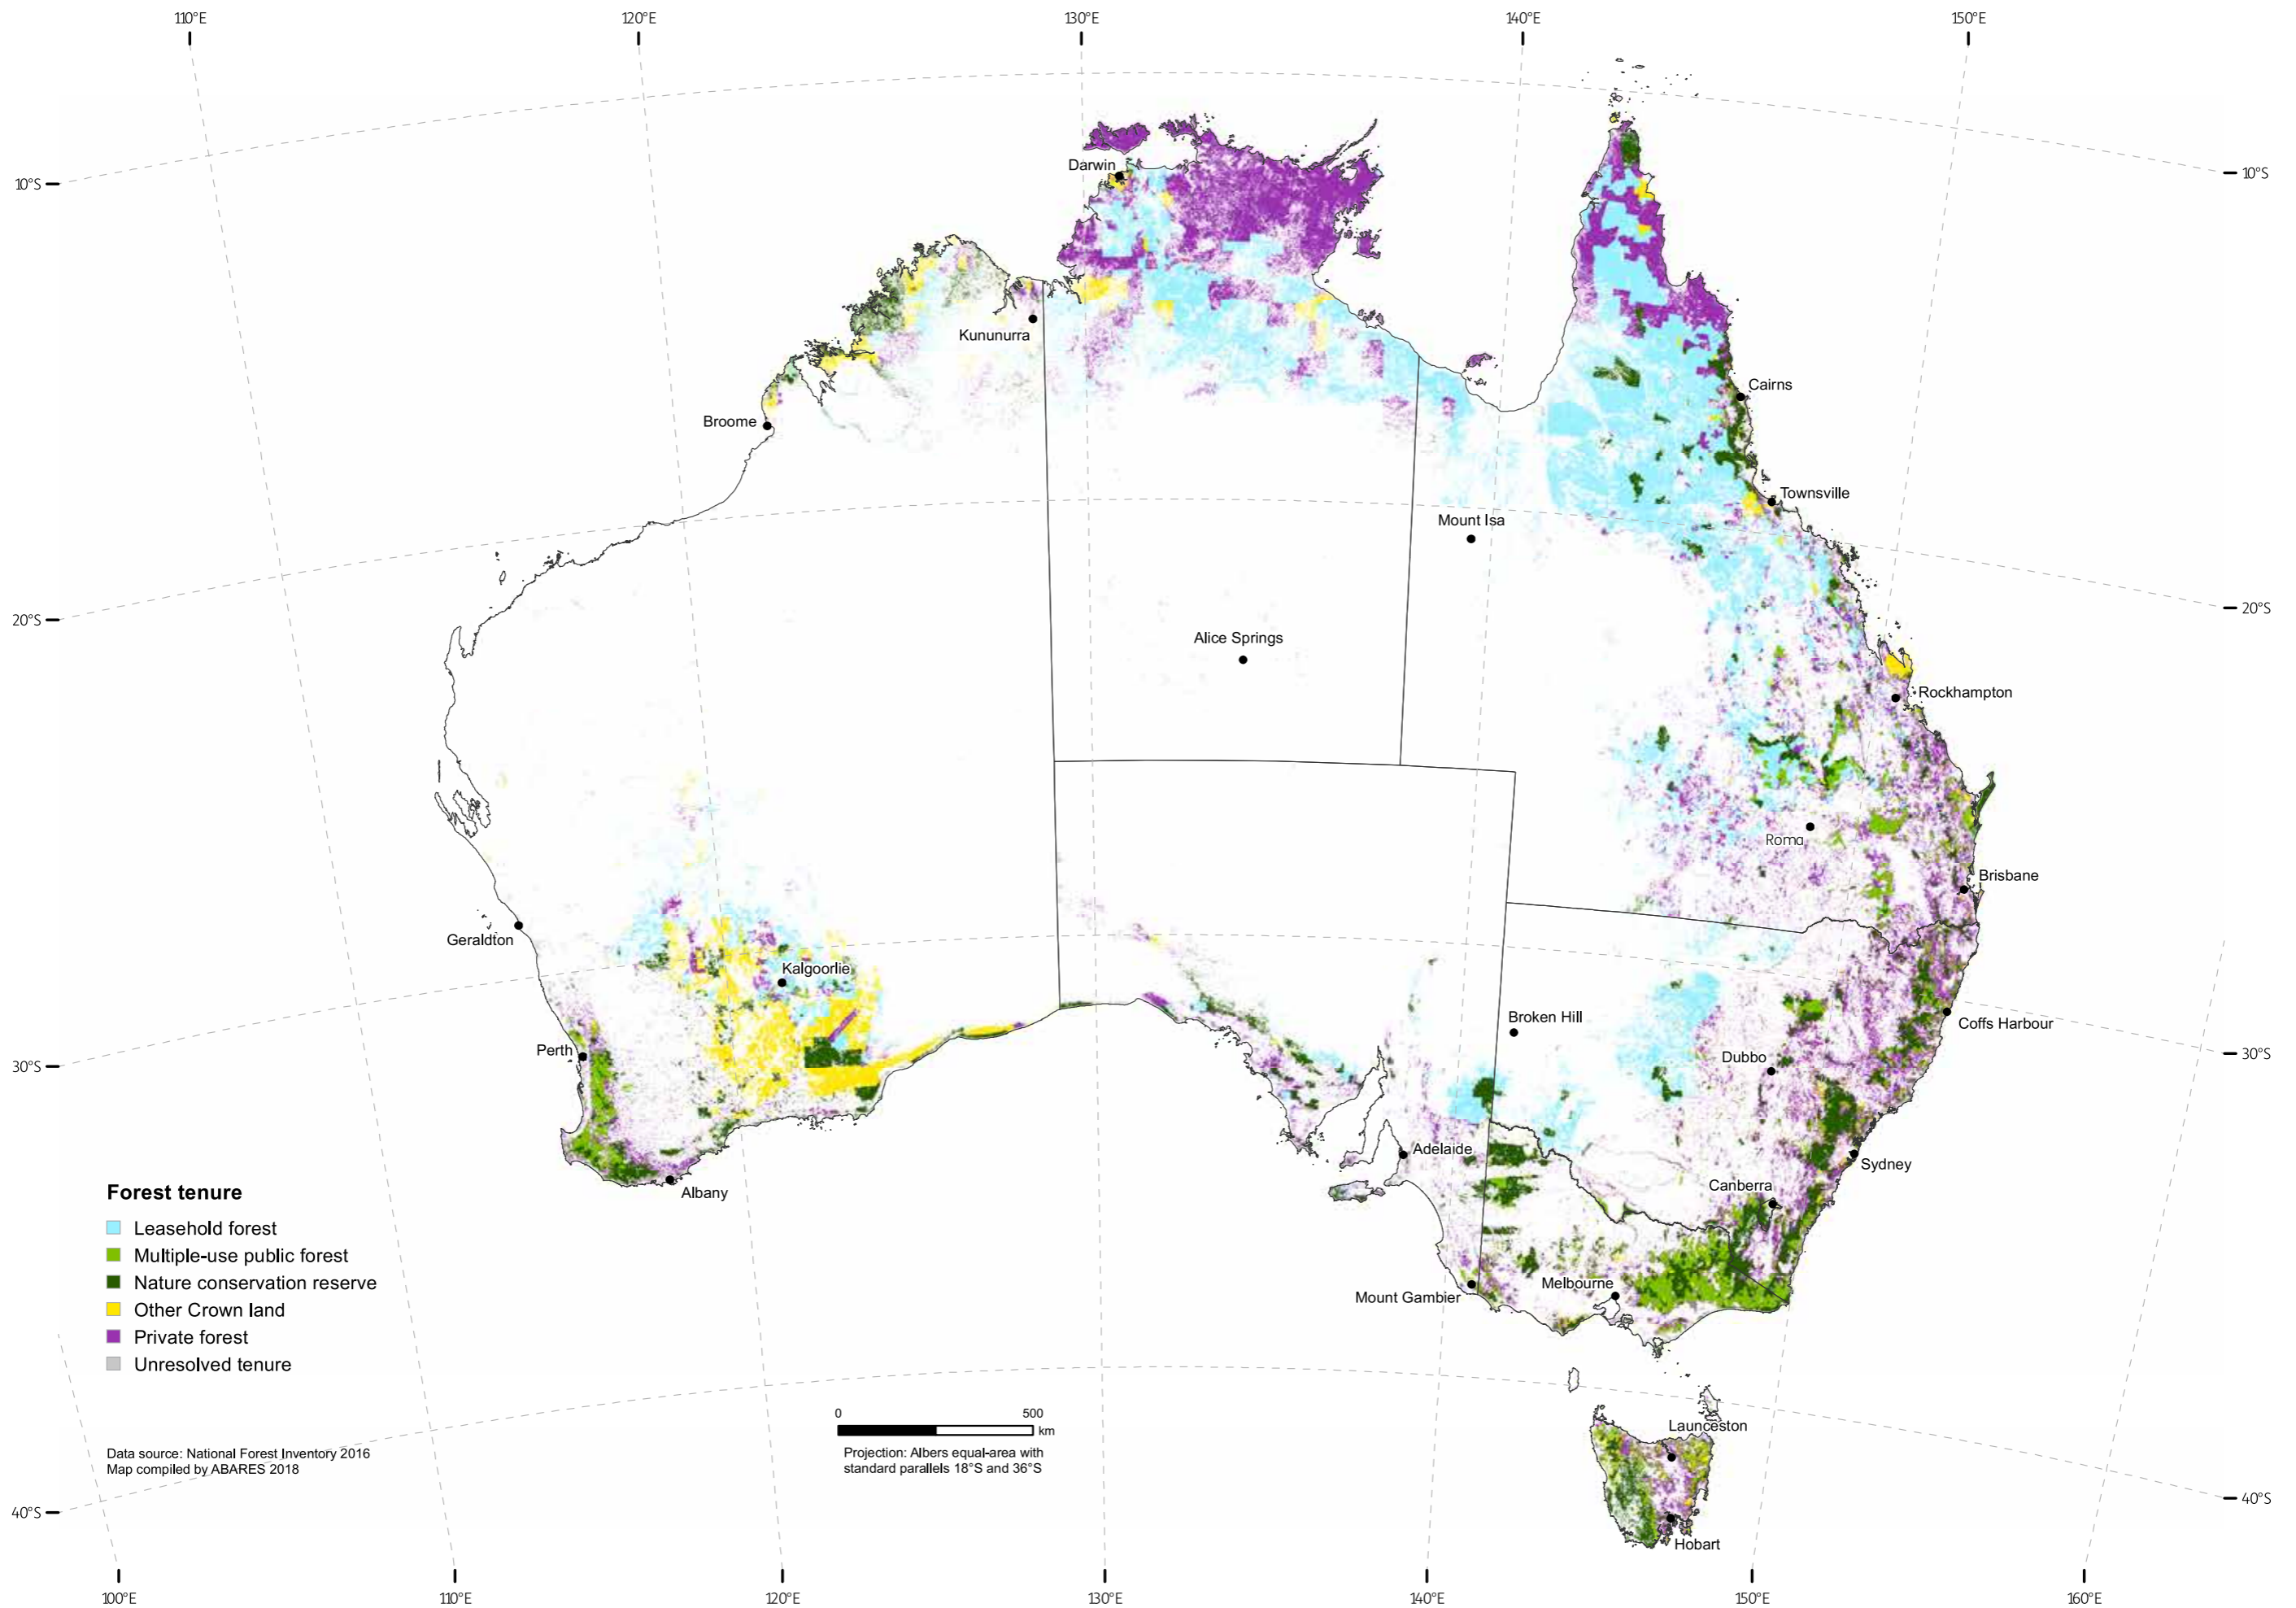 110°E
120°E
130°E
140°E
150°E
10°S
10°S
Darwin
Kununurra
Broome
Cairns
Townsville
Mount Isa
20°S
20°S
Alice Springs
Rockhampton
Roma
Brisbane
Geraldton
Kalgoorlie
Broken Hill
Coffs Harbour
Perth
Dubbo
30°S
30°S
Adelaide
Sydney
Albany
Canberra
Mount Gambier
Melbourne
Forest tenure
Leasehold forest
Multiple-use public forest
Nature conservation reserve
Other Crown land
Private forest
Unresolved tenure
0 500
km
Projection: Albers equal-area with
standard parallels 18°S and 36°S
Launceston
Hobart
Data source: National Forest Inventory 2016
Map compiled by ABARES 2018
40°S
40°S
100°E
110°E
120°E
130°E
140°E
150°E
160°E